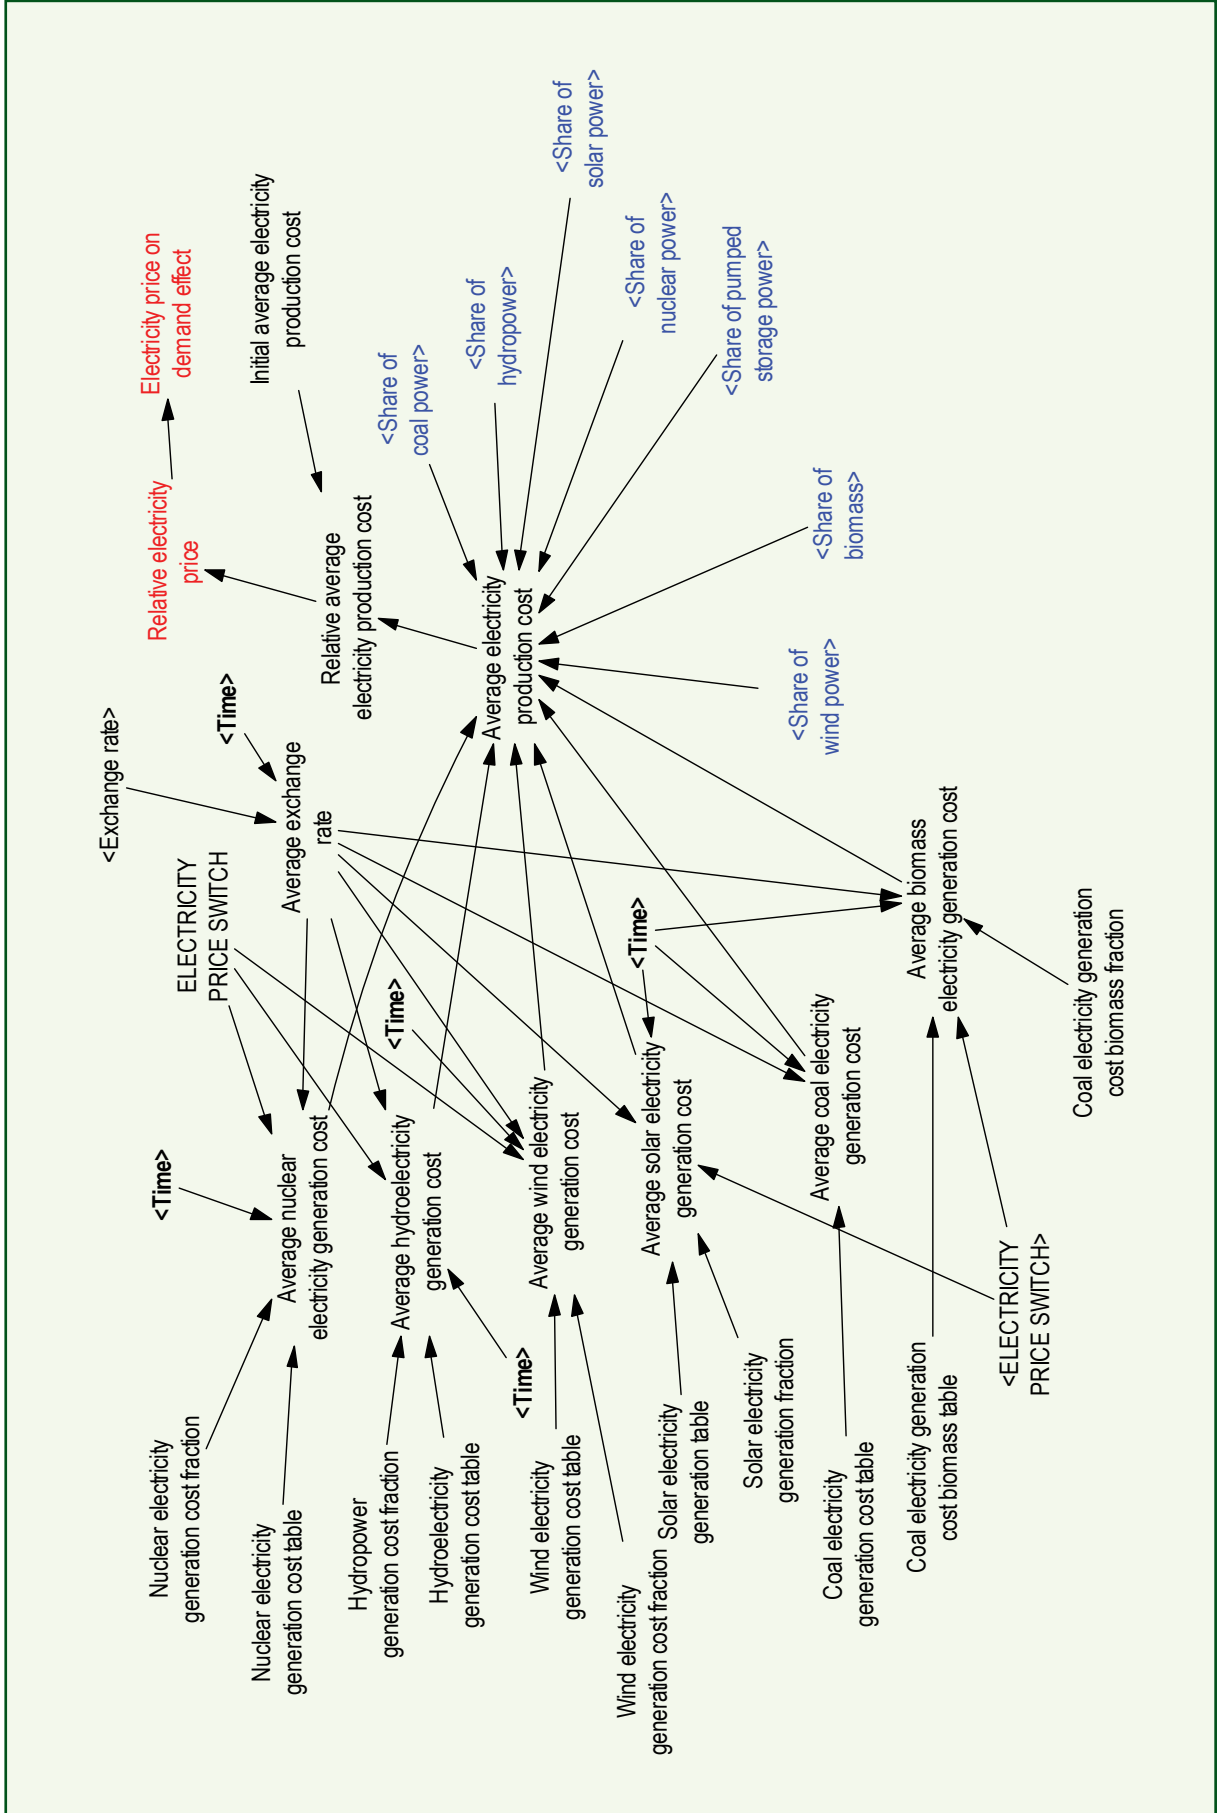 Nuclear electricity
generation cost fraction
Nuclear electricity
generation cost table
Hydropower
generation cost fraction
Hydroelectricity
generation cost table
Wind electricity
generation cost table
Wind electricity
generation cost fraction
Solar electricity
generation table
Solar electricity
generation fraction
Coal electricity
generation cost table
Coal electricity generation
cost biomass table
<ELECTRICITY
PRICE SWITCH>
<Time>
Average nuclear
electricity generation cost
Average hydroelectricity
generation cost
<Time>
Average wind electricity
generation cost
Average solar electricity
generation cost
Average coal electricity
generation cost
Average biomass
electricity generation cost
Coal electricity generation
cost biomass fraction
ELECTRICITY
PRICE SWITCH
<Time>
<Time>
<Exchange rate>
<Time>
Average exchange
rate
Relative electricity
price
Electricity price on
demand effect
Relative average
electricity production cost
Initial average electricity
production cost
Average electricity
production cost
<Share of
coal power>
<Share of
hydropower>
<Share of
solar power>
<Share of
nuclear power>
<Share of pumped
storage power>
<Share of
biomass>
<Share of
wind power>